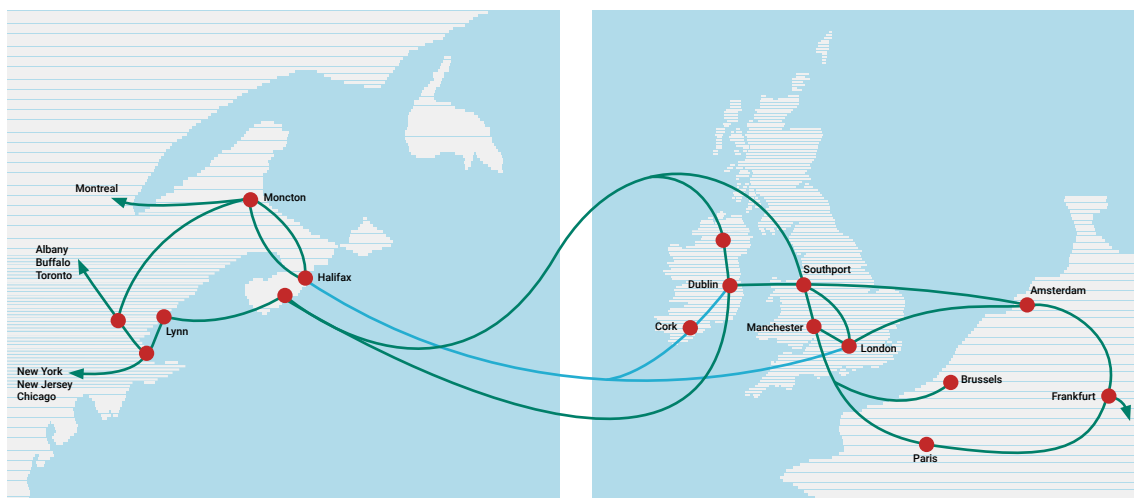 Montreal
Moncton
Albany
Buffalo
Toronto
Halifax
Lynn
New York
New Jersey
Chicago
Southport
Dublin
Amsterdam
Cork
Manchester
London
Brussels
Frankfurt
Paris